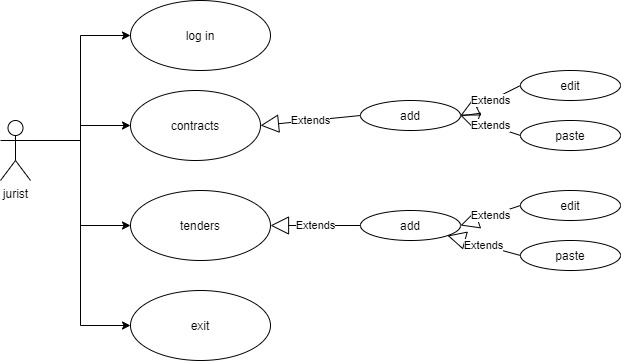 log in
edit
Extends
contracts
Extends
add
Extends
paste
jurist
edit
Extends
tenders
Extends
add
Extends
paste
exit